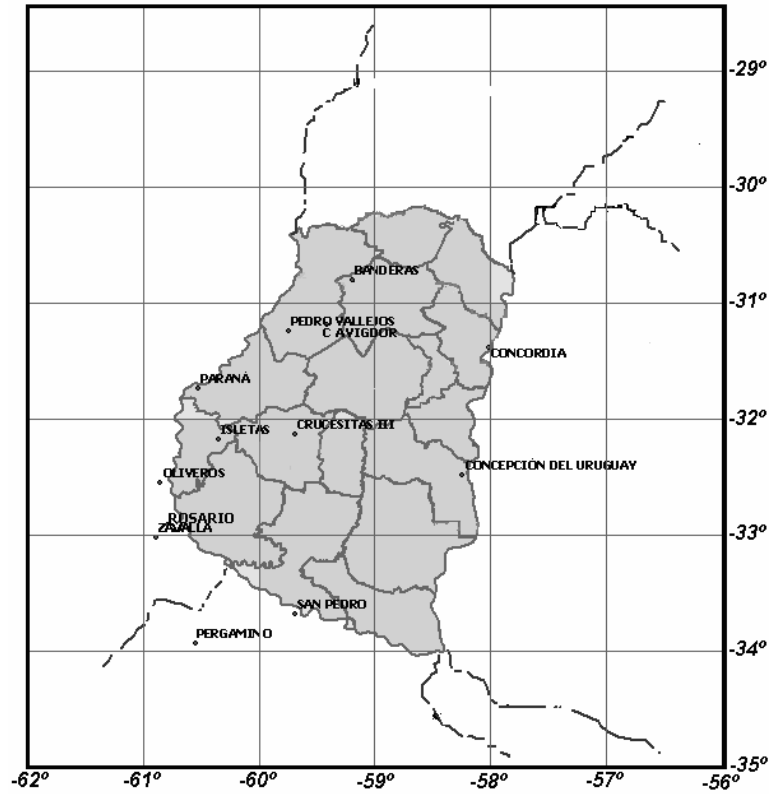 -29º
-30º
BANDERAS
-31º
PEDRO VALLEJOS
C AVIGDOR
CONCORDIA
PARANÁ
-32º
CRUCESITAS III
ISLETAS
CONCEPCIÓN DEL URUGUAY
OLIVEROS
ROSARIO
ZAVALLA
-33º
SAN PEDRO
PERGAMINO
-34º
-35º
-62º -61º -60º -59º -58º -57º -56º